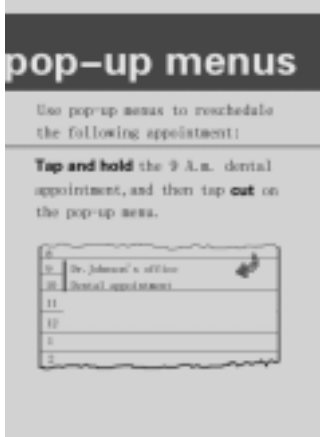 pop-up menus
Use pop-up menus to reschedule
the following appointment:
Tap and hold the 9 A.m. dental
appointment, and then tap cut on
the pop-up menu.
8
9 Dr. Johnson's office
10 Dental appointment
11
12
1
2